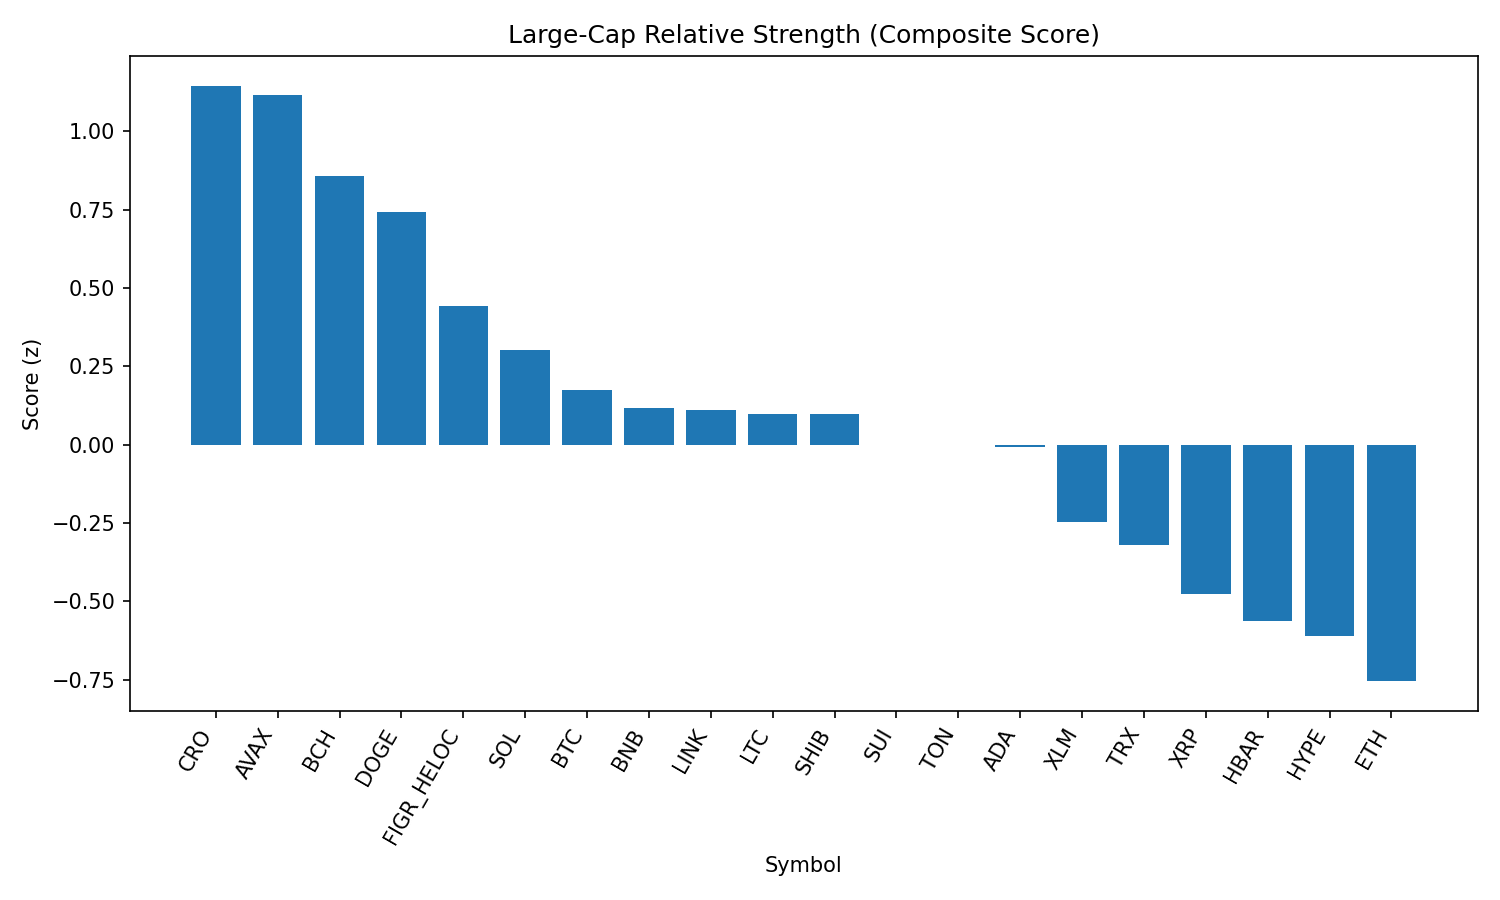 Large-Cap Relative Strength (Composite Score)
Score (z)
1.00
0.75
0.50
0.25
0.00
−0.25
−0.50
−0.75
CRO
AVAX
BCH
DOGE
FIGR_HELOC
SOL
BTC
BNB
LINK
LTC
SHIB
SUI
TON
ADA
XLM
TRX
XRP
HBAR
HYPE
ETH
Symbol